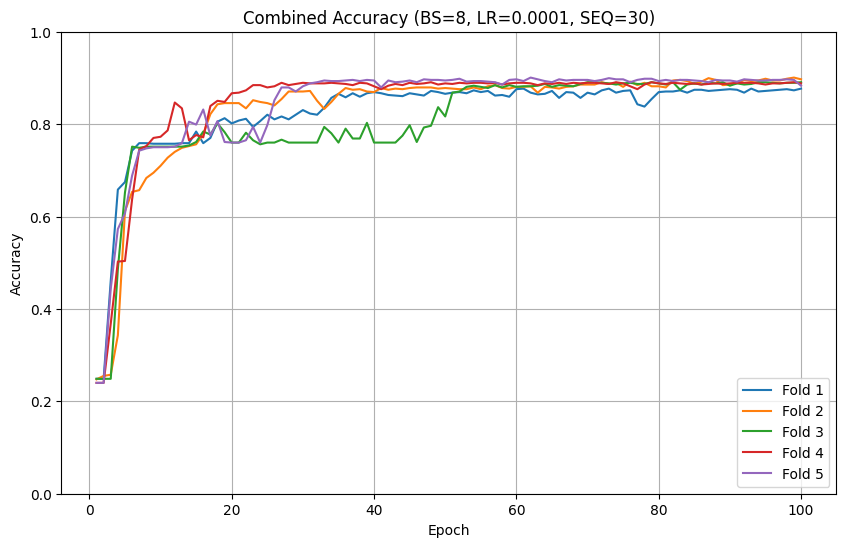 Combined Accuracy (BS=8, LR=0.0001, SEQ=30)
1.0
0.8
0.6
0.4
0.2
0.0
Accuracy
0 20 40 60 80 100
Epoch
Fold 1
Fold 2
Fold 3
Fold 4
Fold 5